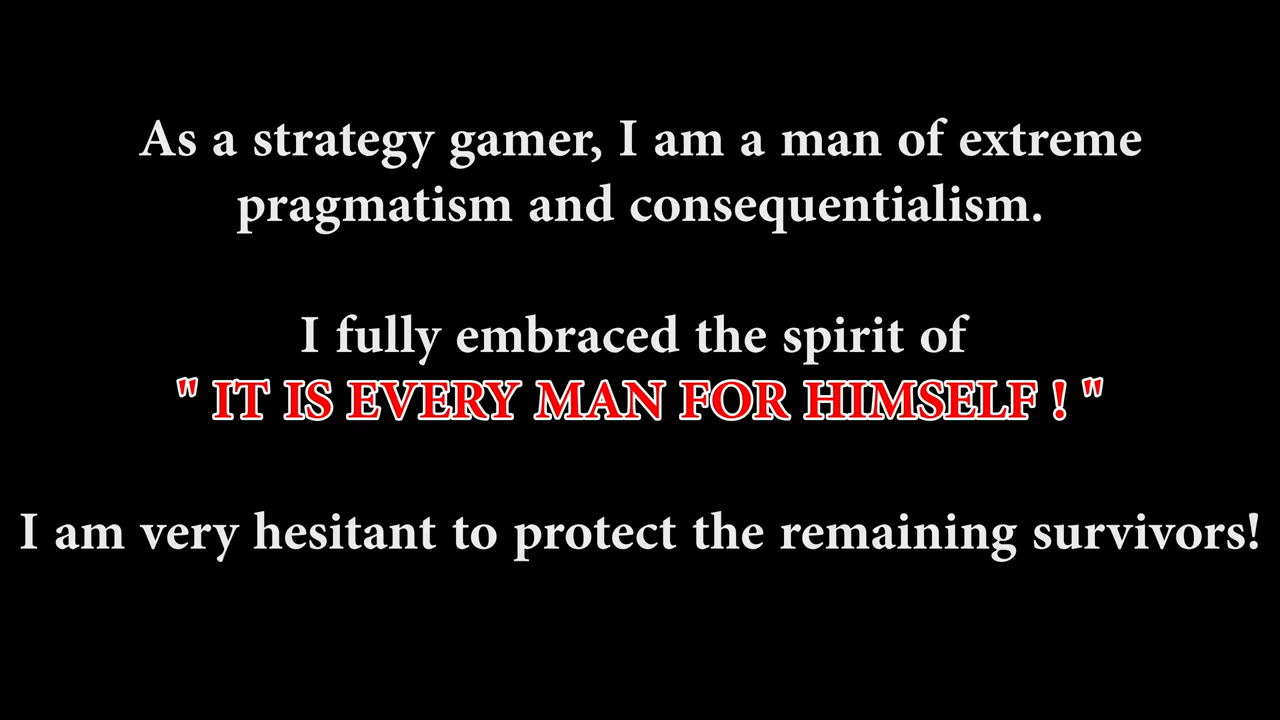 As a strategy gamer, I am a man of extreme
pragmatism and consequentialism.
I fully embraced the spirit of
" IT IS EVERY MAN FOR HIMSELF ! "
I am very hesitant to protect the remaining survivors!